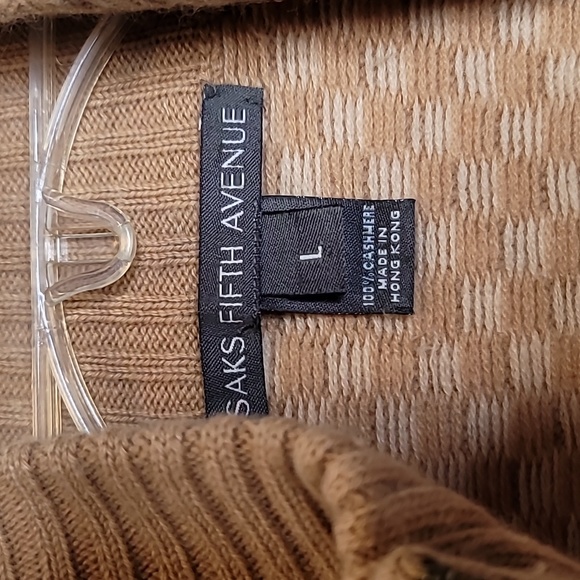 SAKS FIFTH AVENUE
L
100% CASHMERE
MADE IN
HONG KONG